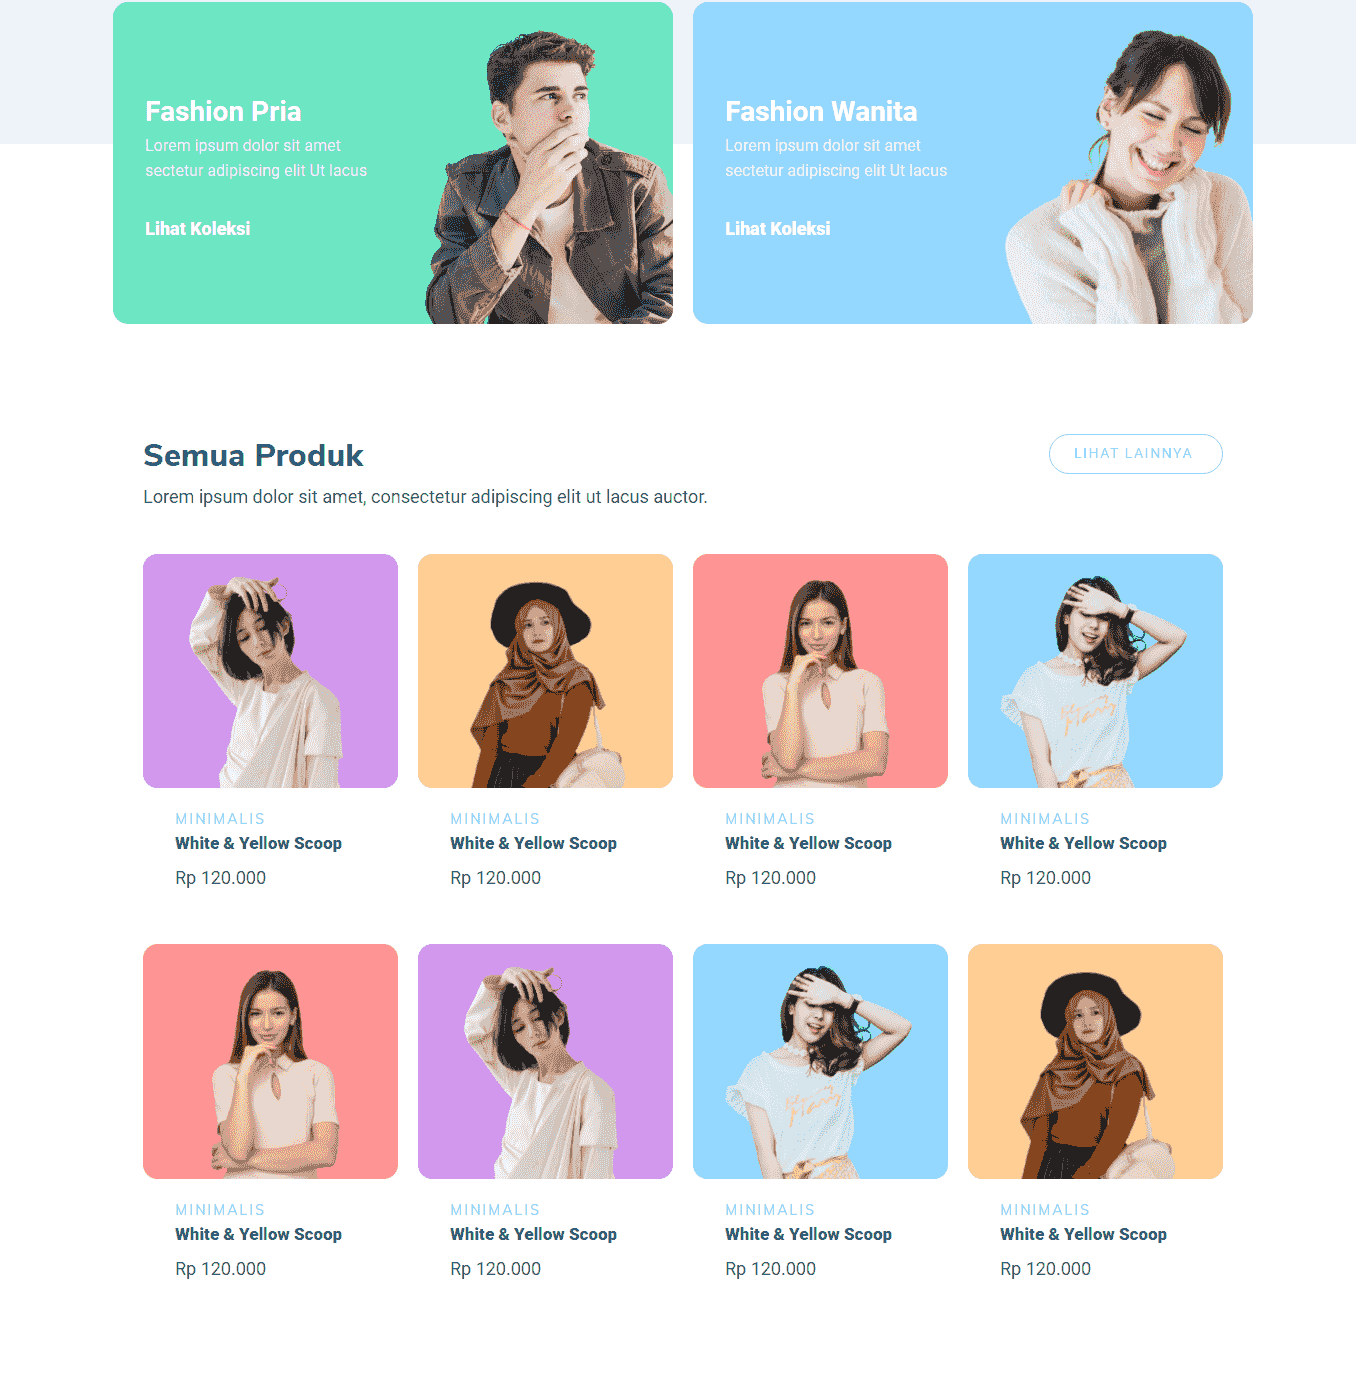 Fashion Pria
Lorem ipsum dolor sit amet
sectetur adipiscing elit Ut lacus
Lihat Koleksi
Fashion Wanita
Lorem ipsum dolor sit amet
sectetur adipiscing elit Ut lacus
Lihat Koleksi
Semua Produk
LIHAT LAINNYA
Lorem ipsum dolor sit amet, consectetur adipiscing elit ut lacus auctor.
MINIMALIS
White & Yellow Scoop
Rp 120.000
MINIMALIS
White & Yellow Scoop
Rp 120.000
MINIMALIS
White & Yellow Scoop
Rp 120.000
MINIMALIS
White & Yellow Scoop
Rp 120.000
MINIMALIS
White & Yellow Scoop
Rp 120.000
MINIMALIS
White & Yellow Scoop
Rp 120.000
MINIMALIS
White & Yellow Scoop
Rp 120.000
MINIMALIS
White & Yellow Scoop
Rp 120.000